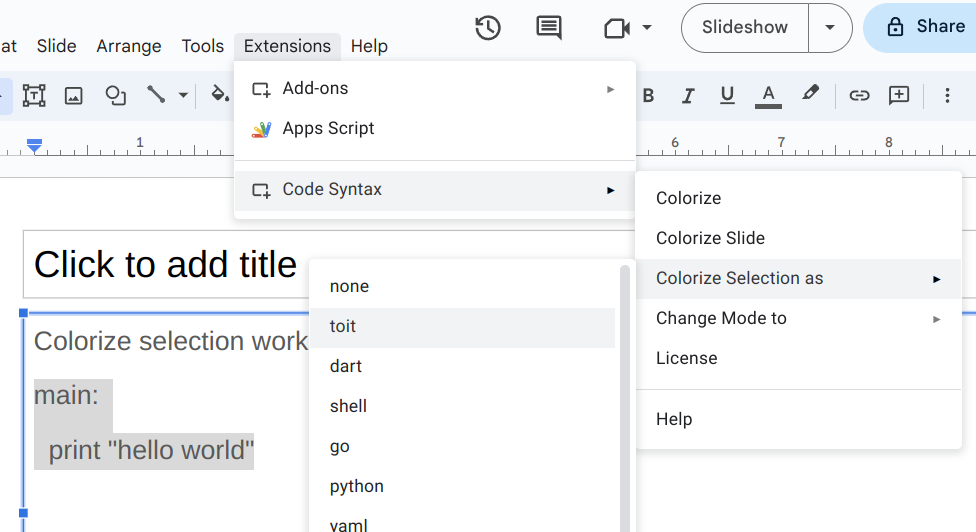 at Slide Arrange Tools Extensions Help
Slideshow
Share
Add-ons
Apps Script
Code Syntax
B I U A
1
6 7 8
Colorize
Colorize Slide
Colorize Selection as
Change Mode to
License
Help
Click to add title
Colorize selection work
main:
print "hello world"
none
toit
dart
shell
go
python
yaml